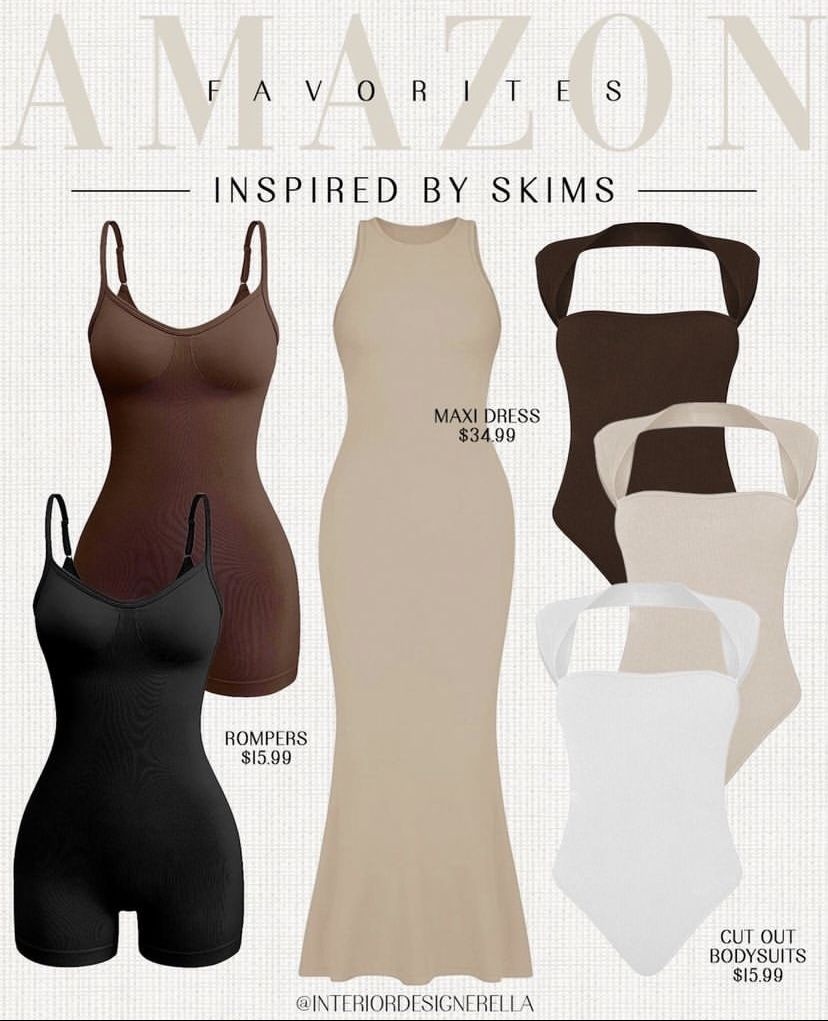 AMAZON
FAVORITES
INSPIRED BY SKIMS
MAXI DRESS
$34.99
ROMPERS
$15.99
CUT OUT
BODYSUITS
$15.99
@INTERIORDESIGNERELLA